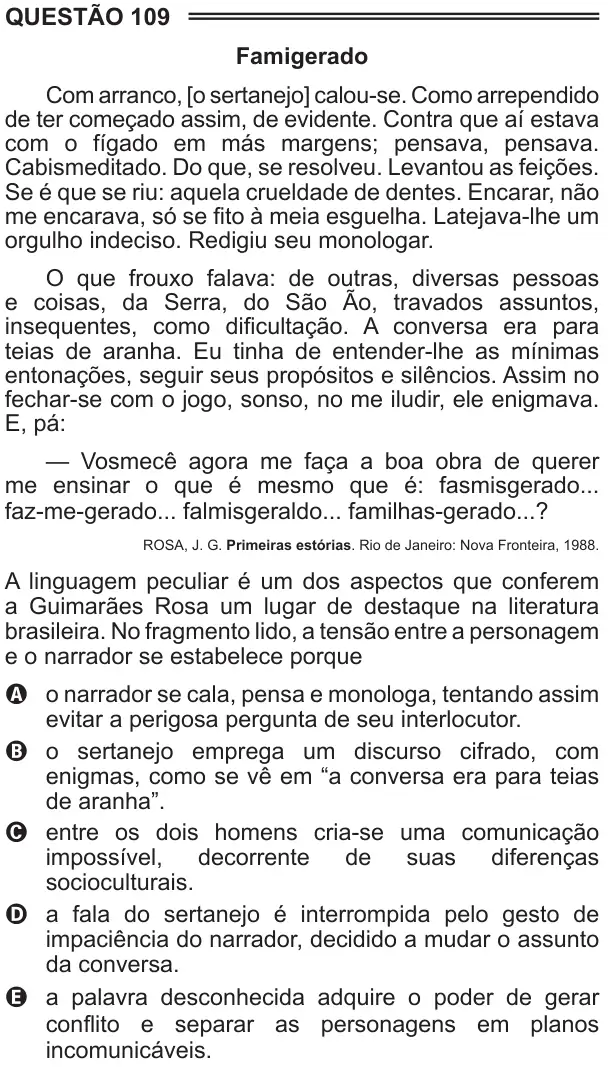 QUESTÃO 109
Famigerado
Com arranco, [o sertanejo] calou-se. Como arrependido
de ter começado assim, de evidente. Contra que aí estava
com o fígado em más margens; pensava, pensava.
Cabismeditado. Do que, se resolveu. Levantou as feições.
Se é que se riu: aquela crueldade de dentes. Encarar, não
me encarava, só se fito à meia esguelha. Latejava-lhe um
orgulho indeciso. Redigiu seu monologar.
O que frouxo falava: de outras, diversas pessoas
e coisas, da Serra, do São Ão, travados assuntos,
insequentes, como dificultação. A conversa era para
teias de aranha. Eu tinha de entender-lhe as mínimas
entonações, seguir seus propósitos e silêncios. Assim no
fechar-se com o jogo, sonso, no me iludir, ele enigmava.
E, pá:
— Vosmecê agora me faça a boa obra de querer
me ensinar o que é mesmo que é: fasmisgerado...
faz-me-gerado... falmisgeraldo... familhas-gerado...?
ROSA, J. G. Primeiras estórias. Rio de Janeiro: Nova Fronteira, 1988.
A linguagem peculiar é um dos aspectos que conferem
a Guimarães Rosa um lugar de destaque na literatura
brasileira. No fragmento lido, a tensão entre a personagem
e o narrador se estabelece porque
A o narrador se cala, pensa e monologa, tentando assim
evitar a perigosa pergunta de seu interlocutor.
B o sertanejo emprega um discurso cifrado, com
enigmas, como se vê em “a conversa era para teias
de aranha”.
C entre os dois homens cria-se uma comunicação
impossível, decorrente de suas diferenças
socioculturais.
D a fala do sertanejo é interrompida pelo gesto de
impaciência do narrador, decidido a mudar o assunto
da conversa.
E a palavra desconhecida adquire o poder de gerar
conflito e separar as personagens em planos
incomunicáveis.